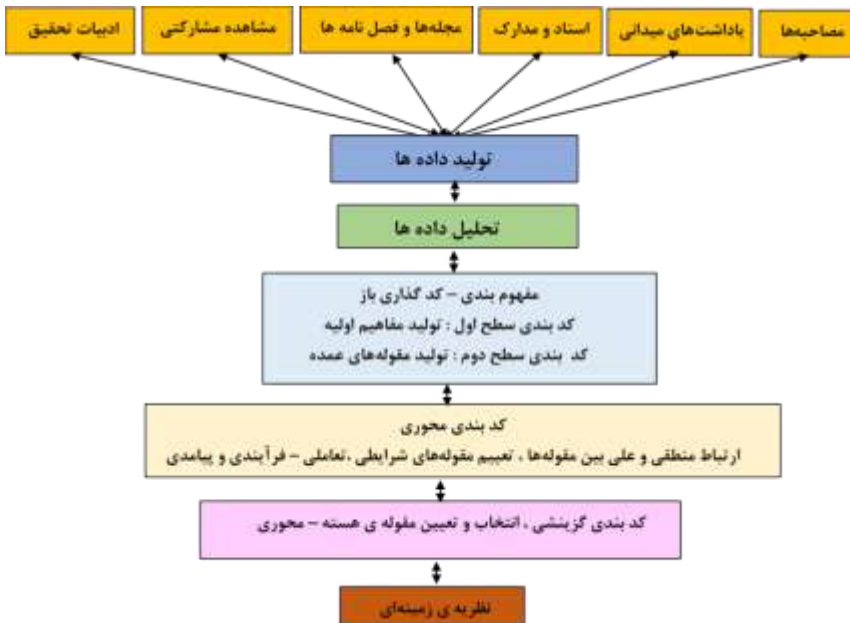 مصاحبه‌ها
یاداشت‌های میدانی
اسناد و مدارک
مجله‌ها و فصل نامه ها
مشاهده مشارکتی
ادبیات تحقیق
تولید داده ها
تحلیل داده ها
مفهوم بندی – کد گذاری باز
کد بندی سطح اول : تولید مفاهیم اولیه
کد بندی سطح دوم : تولید مقوله‌های عمده
کد بندی محوری
ارتباط منطقی و علی بین مقوله‌ها ، تعییم مقوله‌های شرایطی ،تعاملی – فرآیندی و پیامدی
کد بندی گزینشی ، انتخاب و تعیین مقوله ی هسته – محوری
نظریه ی زمینه‌ای